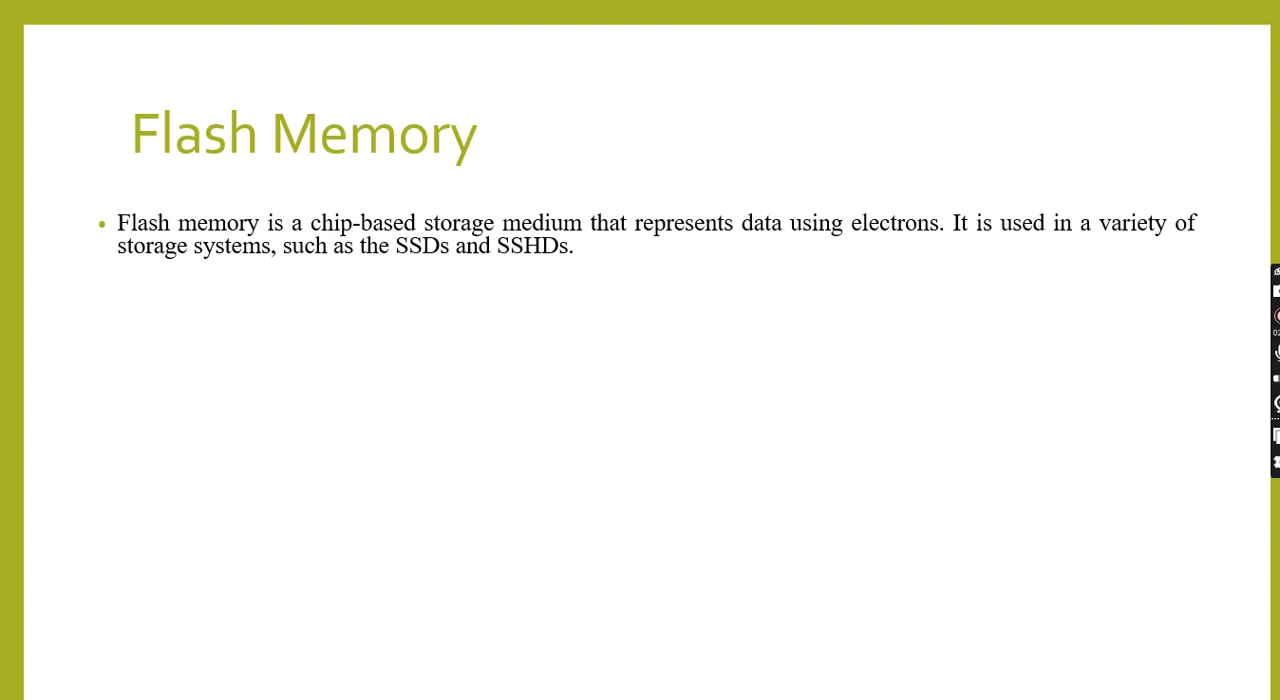 Flash Memory
• Flash memory is a chip-based storage medium that represents data using electrons. It is used in a variety of
storage systems, such as the SSDs and SSHDs.